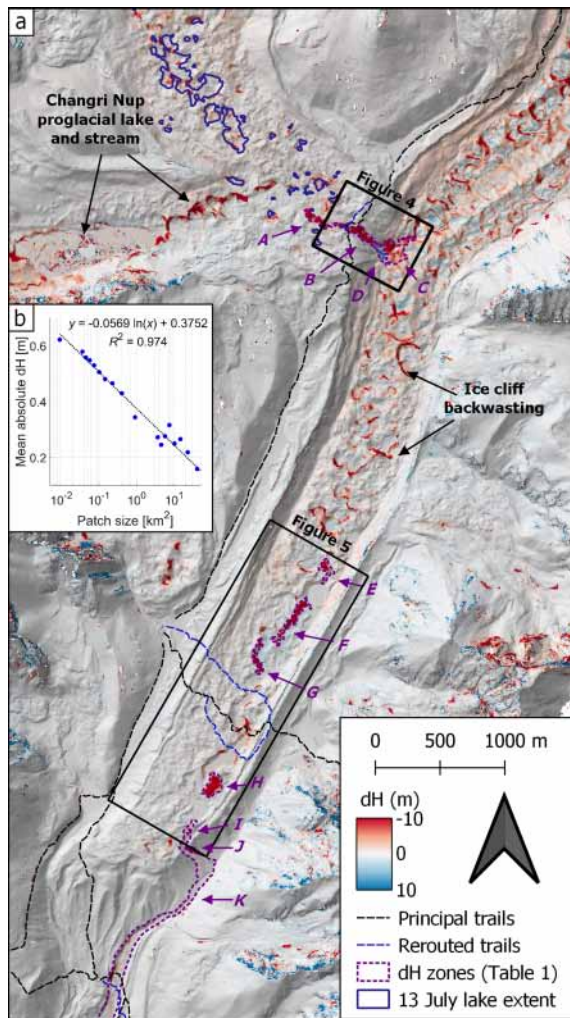 a
Changri Nup
proglacial lake
and stream
Figure 4
A
B
D
C
b
y = -0.0569 ln(x) + 0.3752
R² = 0.974
Mean absolute dH [m]
0.6
0.4
0.2
10⁻² 10⁻¹ 10⁰ 10¹
Patch size [km²]
Ice cliff
backwasting
Figure 5
E
F
G
H
I
J
K
0 500 1000 m
dH (m)
-10
0
10
Principal trails
Rerouted trails
dH zones (Table 1)
13 July lake extent